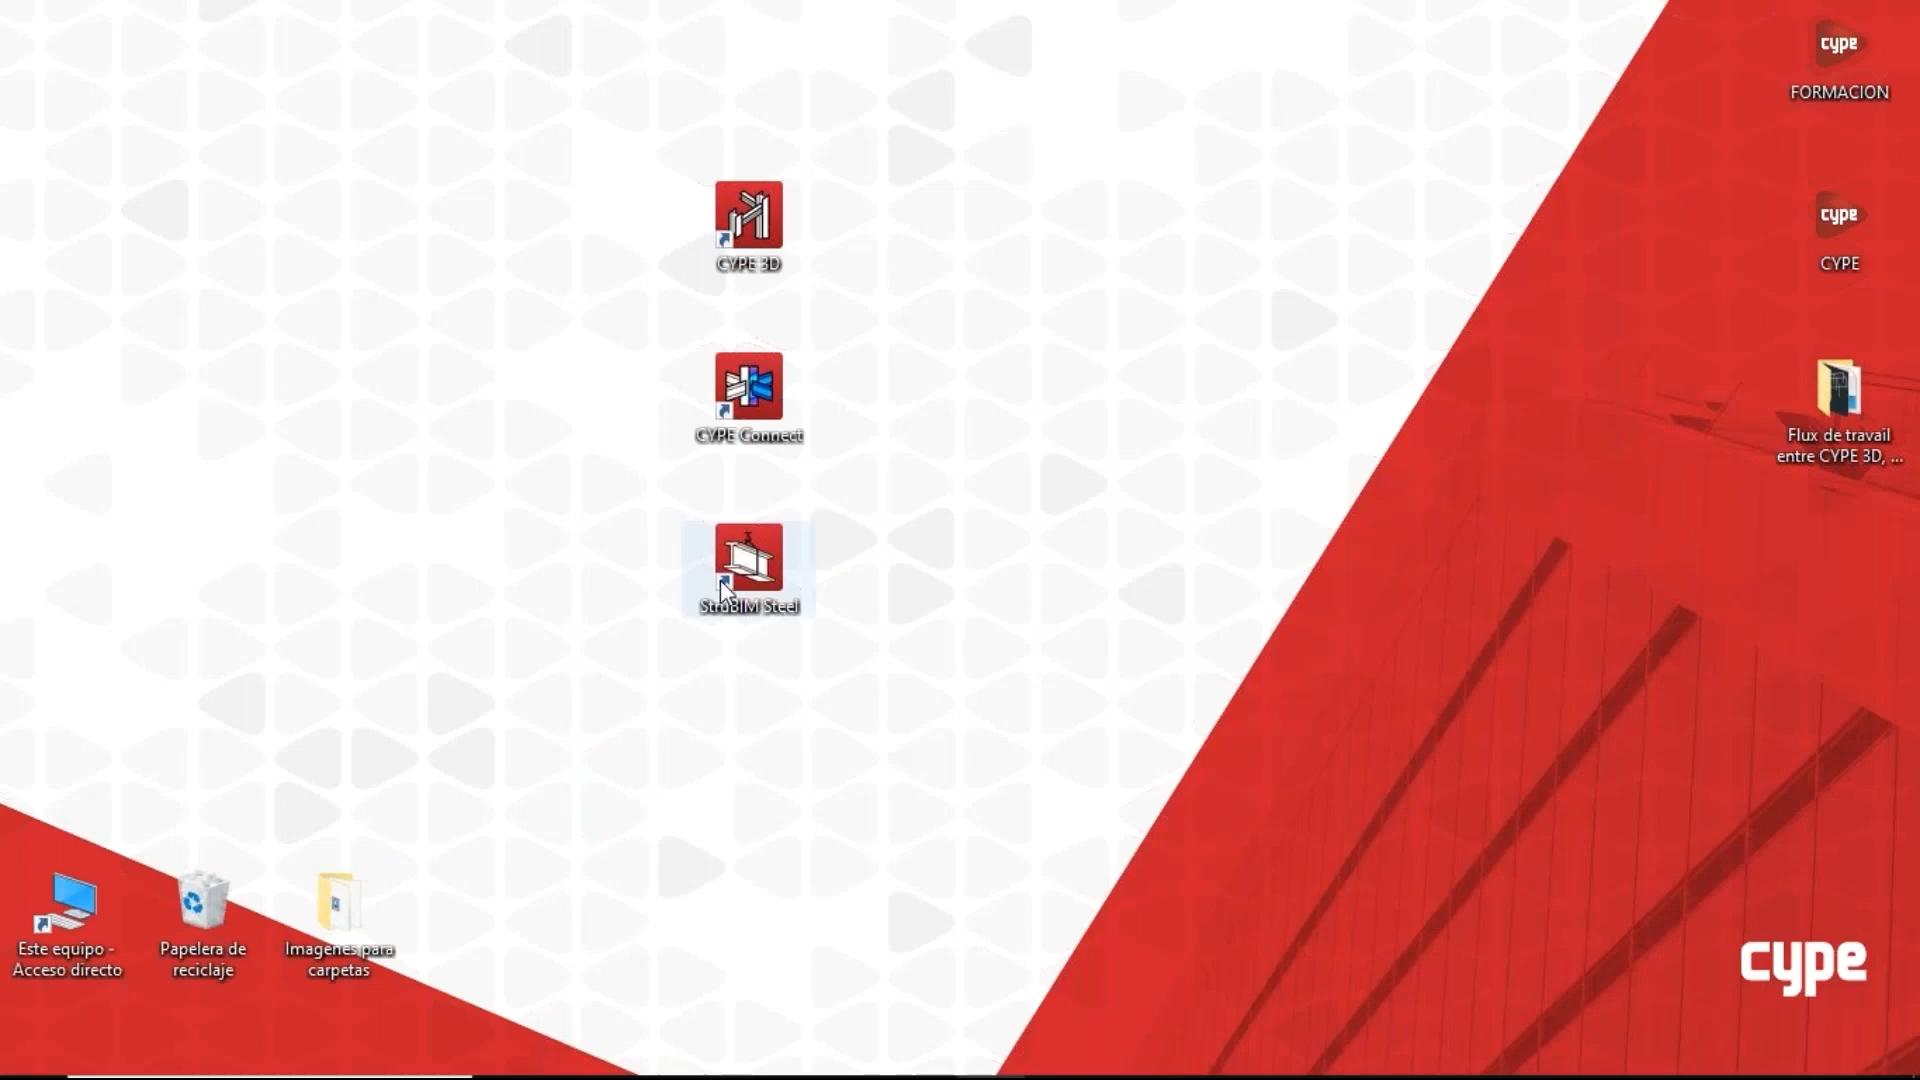 cype
FORMACION
CYPE 3D
cype
CYPE
CYPE Connect
Flux de travail
entre CYPE 3D, ...
StruBIM Steel
Este equipo -
Acceso directo
Papelera de
reciclaje
Imagenes para
carpetas
cype